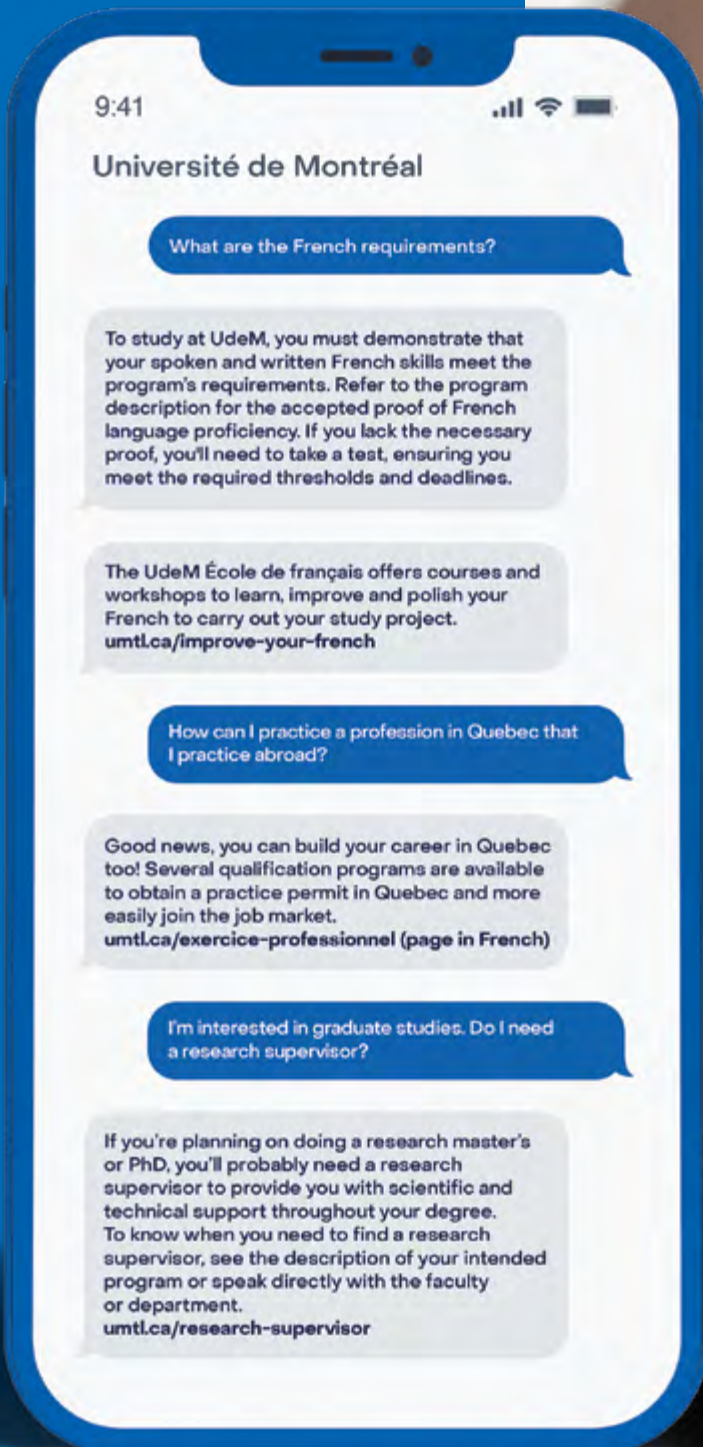 9:41
Université de Montréal
What are the French requirements?
To study at UdeM, you must demonstrate that
your spoken and written French skills meet the
program's requirements. Refer to the program
description for the accepted proof of French
language proficiency. If you lack the necessary
proof, you'll need to take a test, ensuring you
meet the required thresholds and deadlines.
The UdeM École de français offers courses and
workshops to learn, improve and polish your
French to carry out your study project.
umtl.ca/improve-your-french
How can I practice a profession in Quebec that
I practice abroad?
Good news, you can build your career in Quebec
too! Several qualification programs are available
to obtain a practice permit in Quebec and more
easily join the job market.
umtl.ca/exercice-professionnel (page in French)
I'm interested in graduate studies. Do I need
a research supervisor?
If you're planning on doing a research master's
or PhD, you'll probably need a research
supervisor to provide you with scientific and
technical support throughout your degree.
To know when you need to find a research
supervisor, see the description of your intended
program or speak directly with the faculty
or department.
umtl.ca/research-supervisor